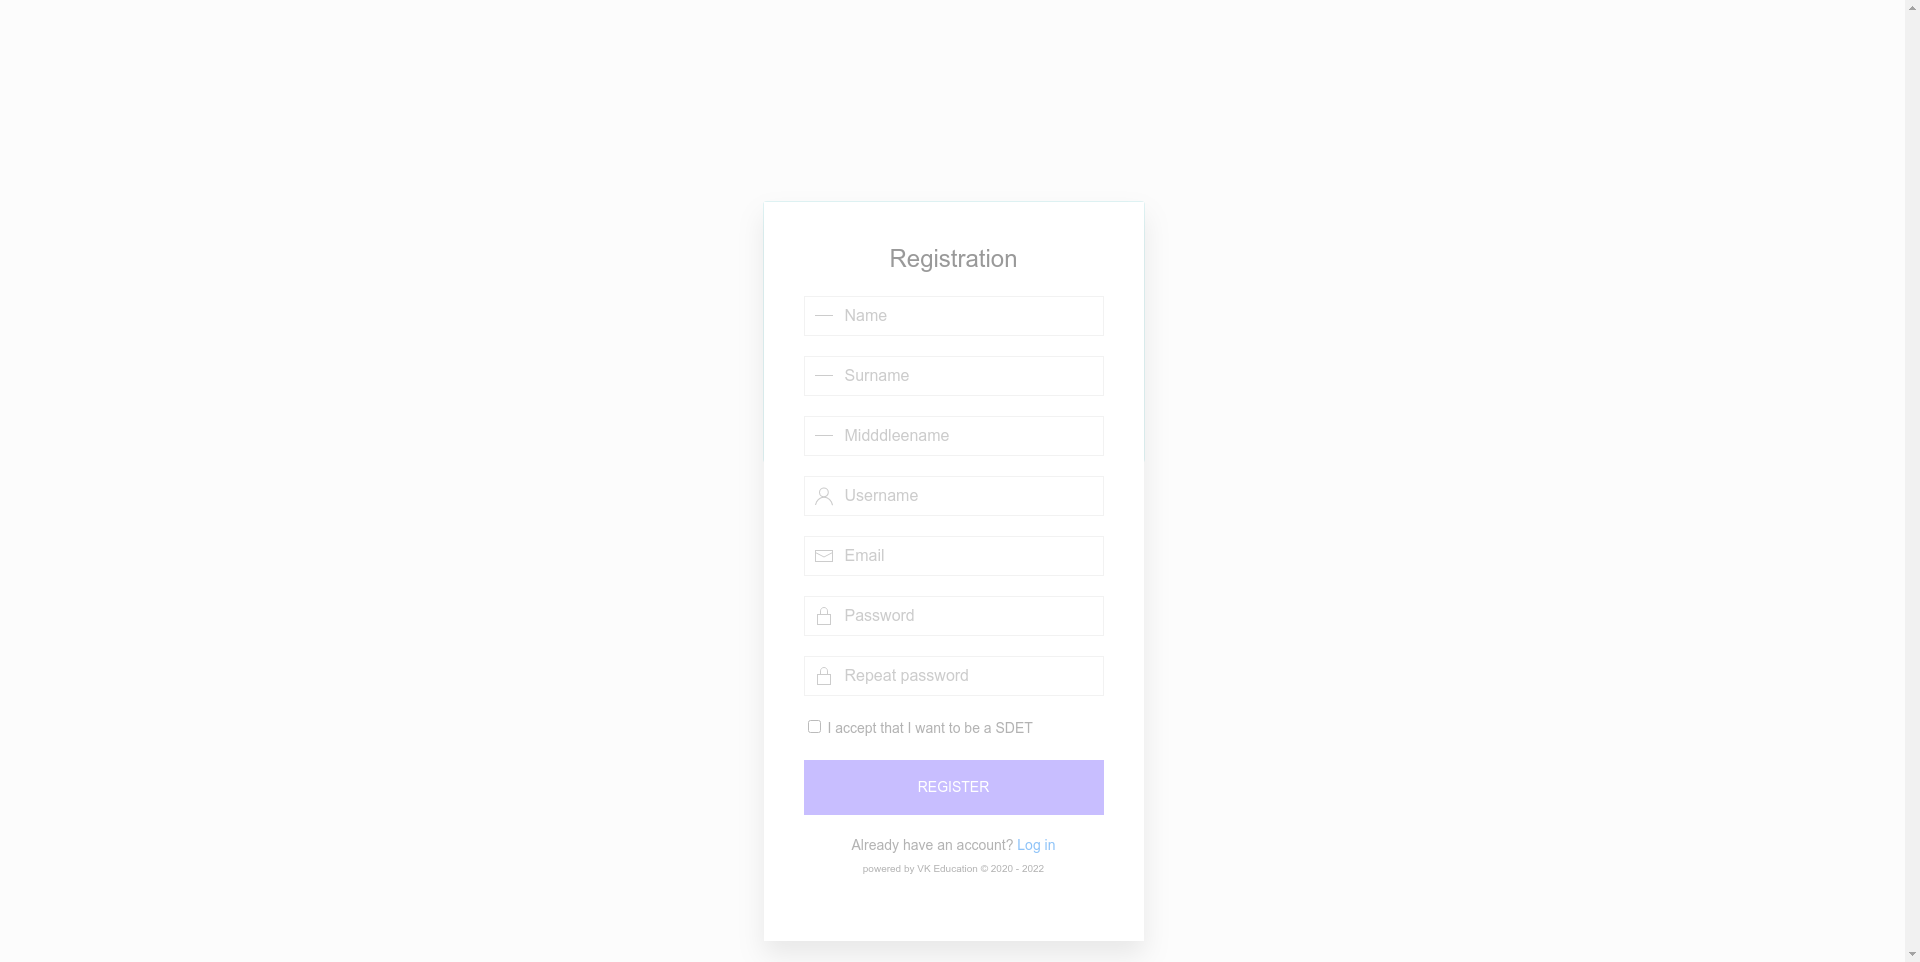 Registration
Name
Surname
Midddleename
Username
Email
Password
Repeat password
I accept that I want to be a SDET
REGISTER
Already have an account? Log in
powered by VK Education © 2020 - 2022